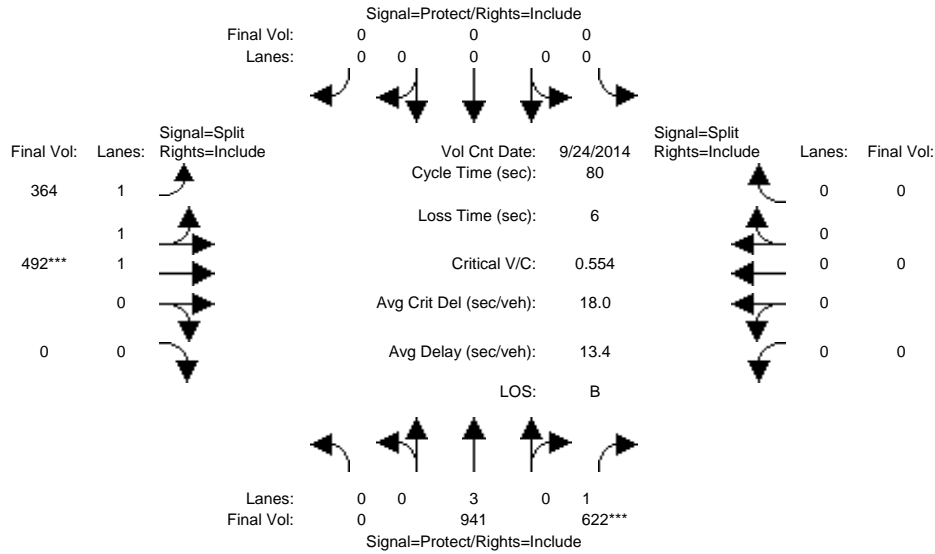 Signal=Protect/Rights=Include
Final Vol: 0 0 0
Lanes: 0 0 0 0 0
Signal=Split Signal=Split
Final Vol: Lanes: Rights=Include Vol Cnt Date: 9/24/2014 Rights=Include Lanes: Final Vol:
Cycle Time (sec): 80
364 1 0 0
Loss Time (sec): 6
1 0
492*** 1 Critical V/C: 0.554 0 0
0 Avg Crit Del (sec/veh): 18.0 0
0 0 Avg Delay (sec/veh): 13.4 0 0
LOS: B
Lanes: 0 0 3 0 1
Final Vol: 0 941 622***
Signal=Protect/Rights=Include